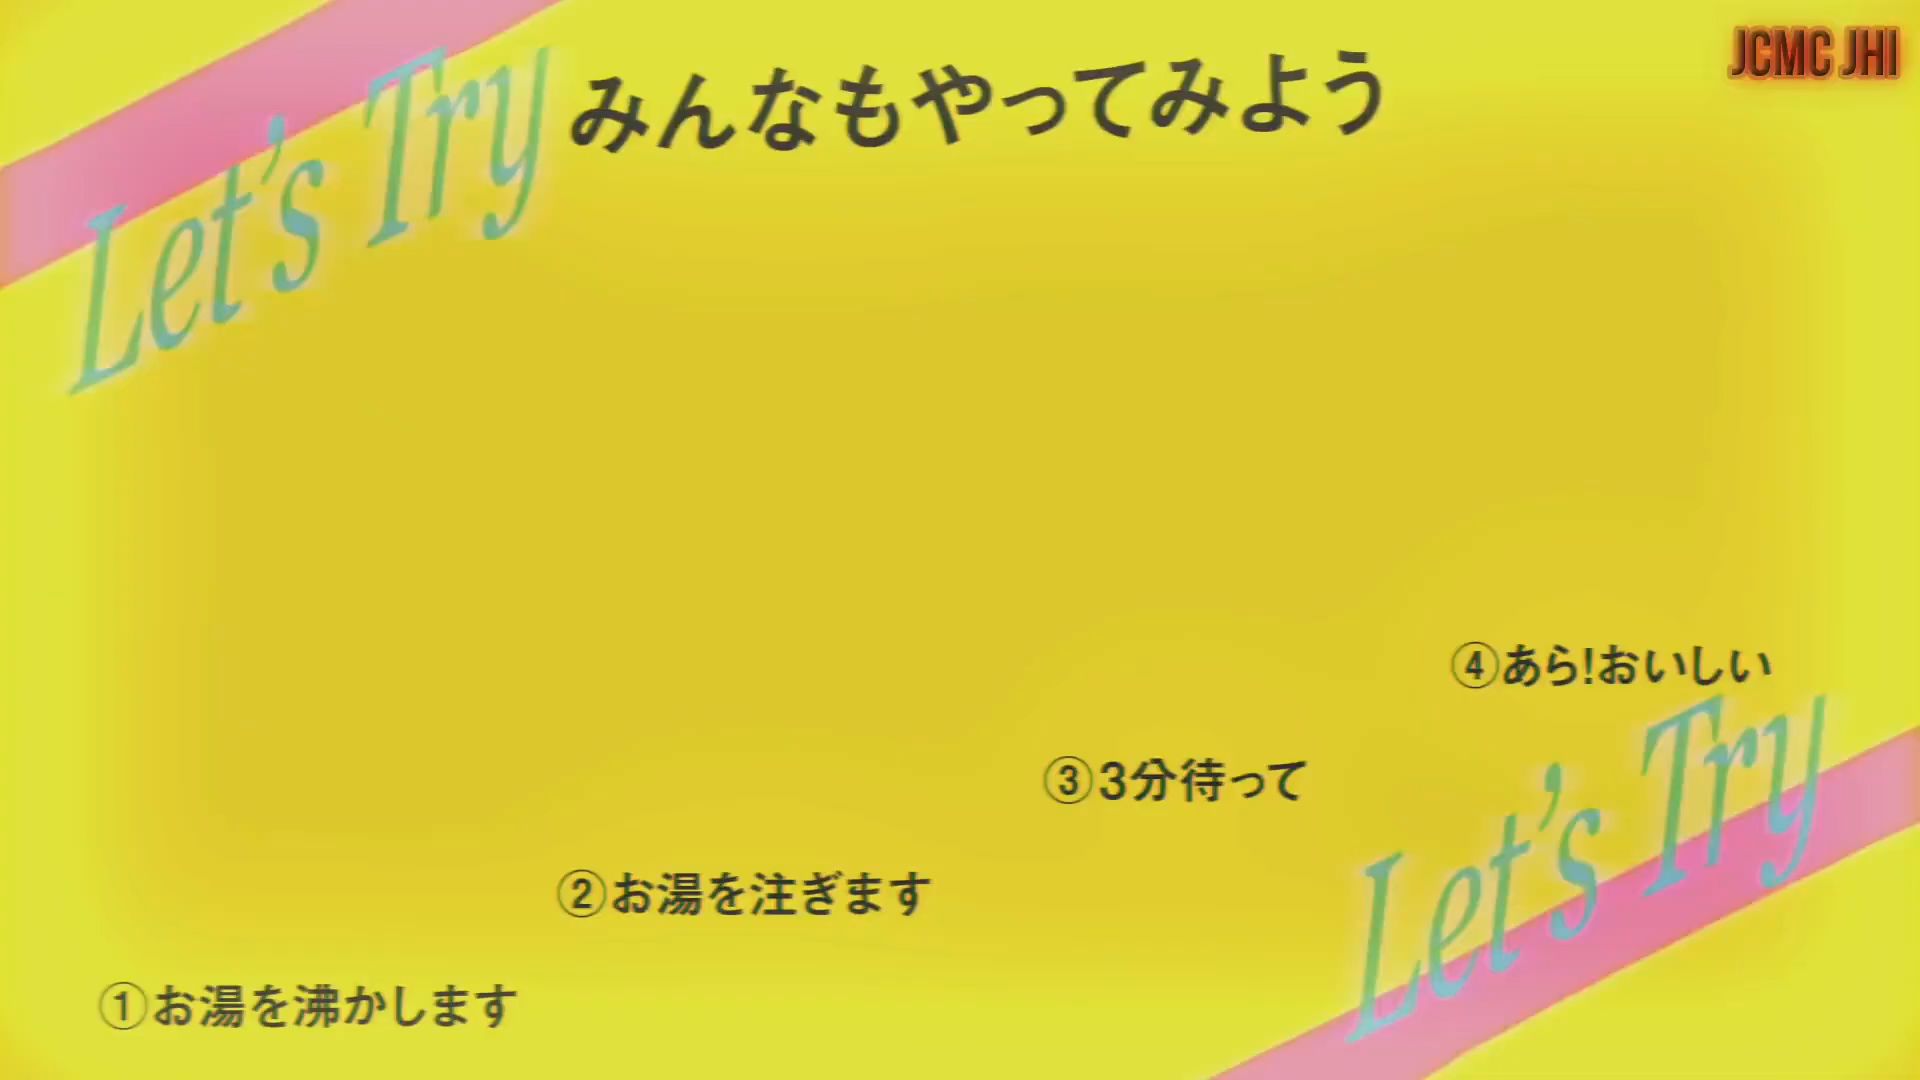 Let's Try
みんなもやってみよう
JCMC JHI
①お湯を沸かします
②お湯を注ぎます
③3分待って
④あら!おいしい
Let's Try